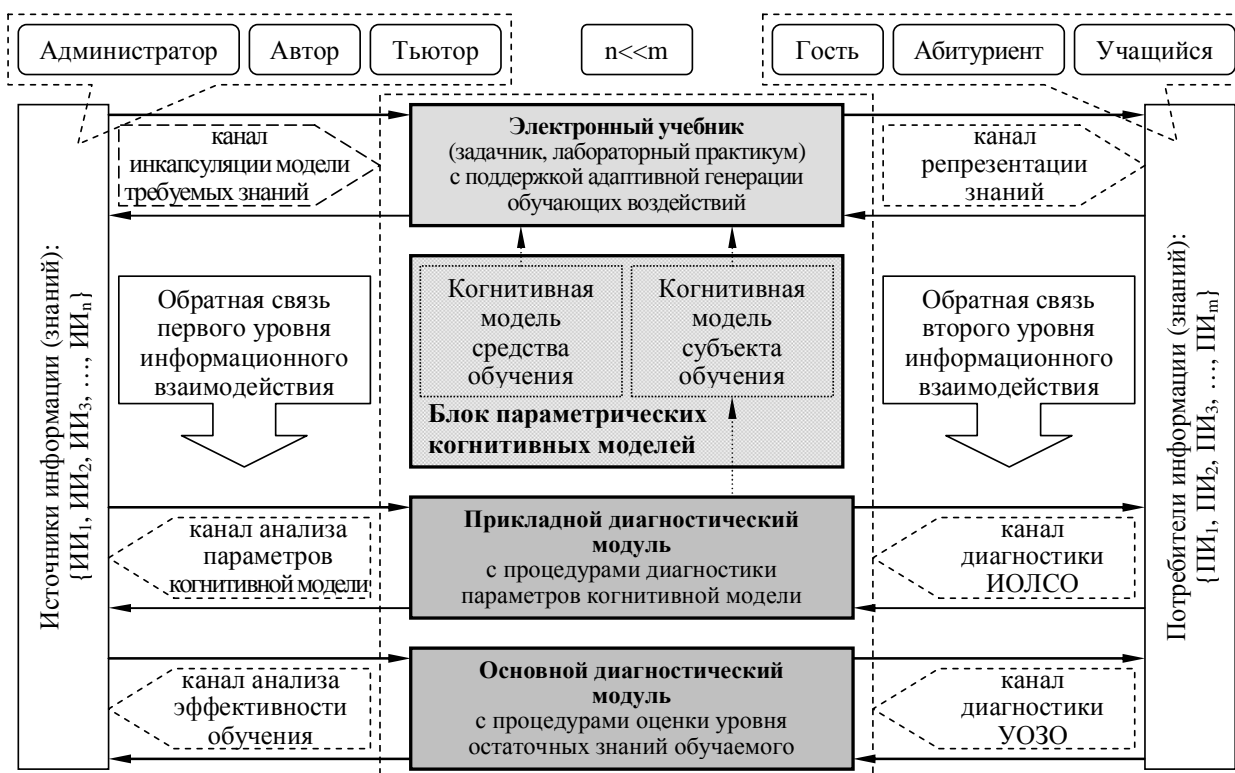 Администратор
Автор
Тьютор
n<<m
Гость
Абитуриент
Учащийся
Источники информации (знаний):
{ИИ₁, ИИ₂, ИИ₃, …, ИИₙ}
канал
инкапсуляции модели
требуемых знаний
Электронный учебник
(задачник, лабораторный практикум)
с поддержкой адаптивной генерации
обучающих воздействий
канал
репрезентации
знаний
Потребители информации (знаний):
{ПИ₁, ПИ₂, ПИ₃, …, ПИₘ}
Обратная связь
первого уровня
информационного
взаимодействия
Когнитивная
модель
средства
обучения
Когнитивная
модель
субъекта
обучения
Блок параметрических
когнитивных моделей
Обратная связь
второго уровня
информационного
взаимодействия
канал анализа
параметров
когнитивной модели
Прикладной диагностический
модуль
с процедурами диагностики
параметров когнитивной модели
канал
диагностики
ИОЛСО
канал анализа
эффективности
обучения
Основной диагностический
модуль
с процедурами оценки уровня
остаточных знаний обучаемого
канал
диагностики
УОЗО